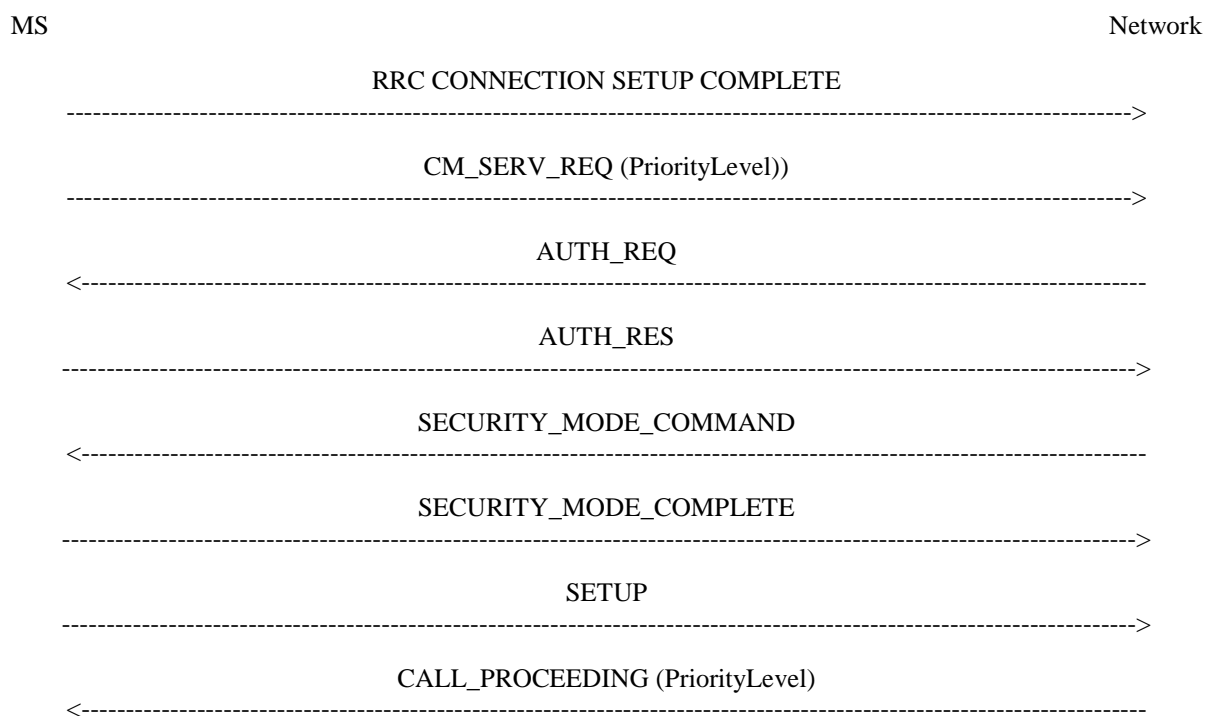 MS Network
RRC CONNECTION SETUP COMPLETE
------------------------------------------------------------------------------------------------------------------------>
CM_SERV_REQ (PriorityLevel))
------------------------------------------------------------------------------------------------------------------------>
AUTH_REQ
<------------------------------------------------------------------------------------------------------------------------
AUTH_RES
------------------------------------------------------------------------------------------------------------------------>
SECURITY_MODE_COMMAND
<------------------------------------------------------------------------------------------------------------------------
SECURITY_MODE_COMPLETE
------------------------------------------------------------------------------------------------------------------------>
SETUP
------------------------------------------------------------------------------------------------------------------------>
CALL_PROCEEDING (PriorityLevel)
<------------------------------------------------------------------------------------------------------------------------